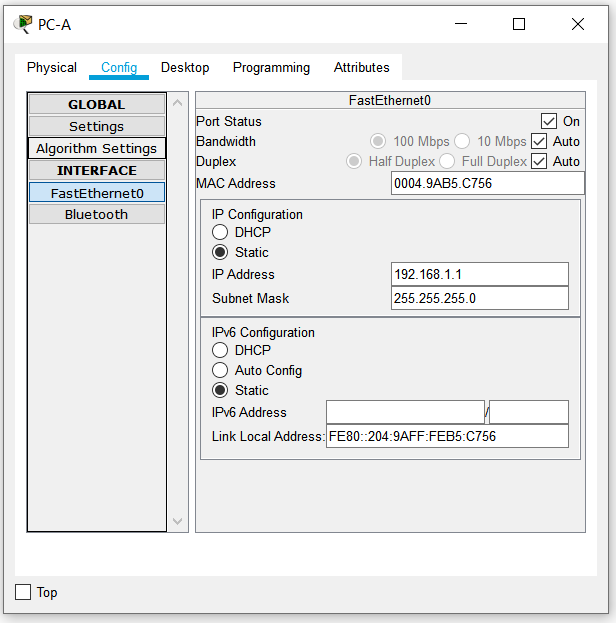 PC-A
Physical Config Desktop Programming Attributes
GLOBAL
Settings
Algorithm Settings
INTERFACE
FastEthernet0
Bluetooth
FastEthernet0
Port Status On
Bandwidth 100 Mbps 10 Mbps Auto
Duplex Half Duplex Full Duplex Auto
MAC Address 0004.9AB5.C756
IP Configuration
DHCP
Static
IP Address 192.168.1.1
Subnet Mask 255.255.255.0
IPv6 Configuration
DHCP
Auto Config
Static
IPv6 Address /
Link Local Address: FE80::204:9AFF:FEB5:C756
Top